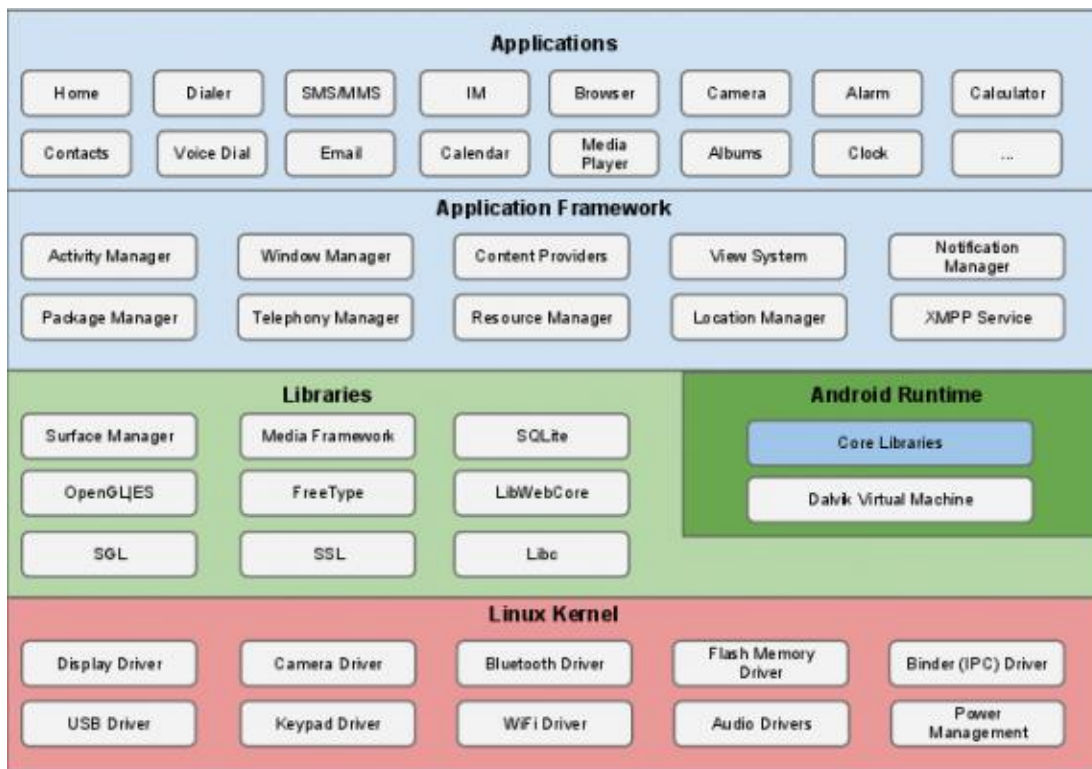 Applications
Home
Dialer
SMS/MMS
IM
Browser
Camera
Alarm
Calculator
Contacts
Voice Dial
Email
Calendar
Media
Player
Albums
Clock
...
Application Framework
Activity Manager
Window Manager
Content Providers
View System
Notification
Manager
Package Manager
Telephony Manager
Resource Manager
Location Manager
XMPP Service
Libraries
Surface Manager
Media Framework
SQLite
OpenGL|ES
FreeType
LibWebCore
SGL
SSL
Libc
Android Runtime
Core Libraries
Dalvik Virtual Machine
Linux Kernel
Display Driver
Camera Driver
Bluetooth Driver
Flash Memory
Driver
Binder (IPC) Driver
USB Driver
Keypad Driver
WiFi Driver
Audio Drivers
Power
Management